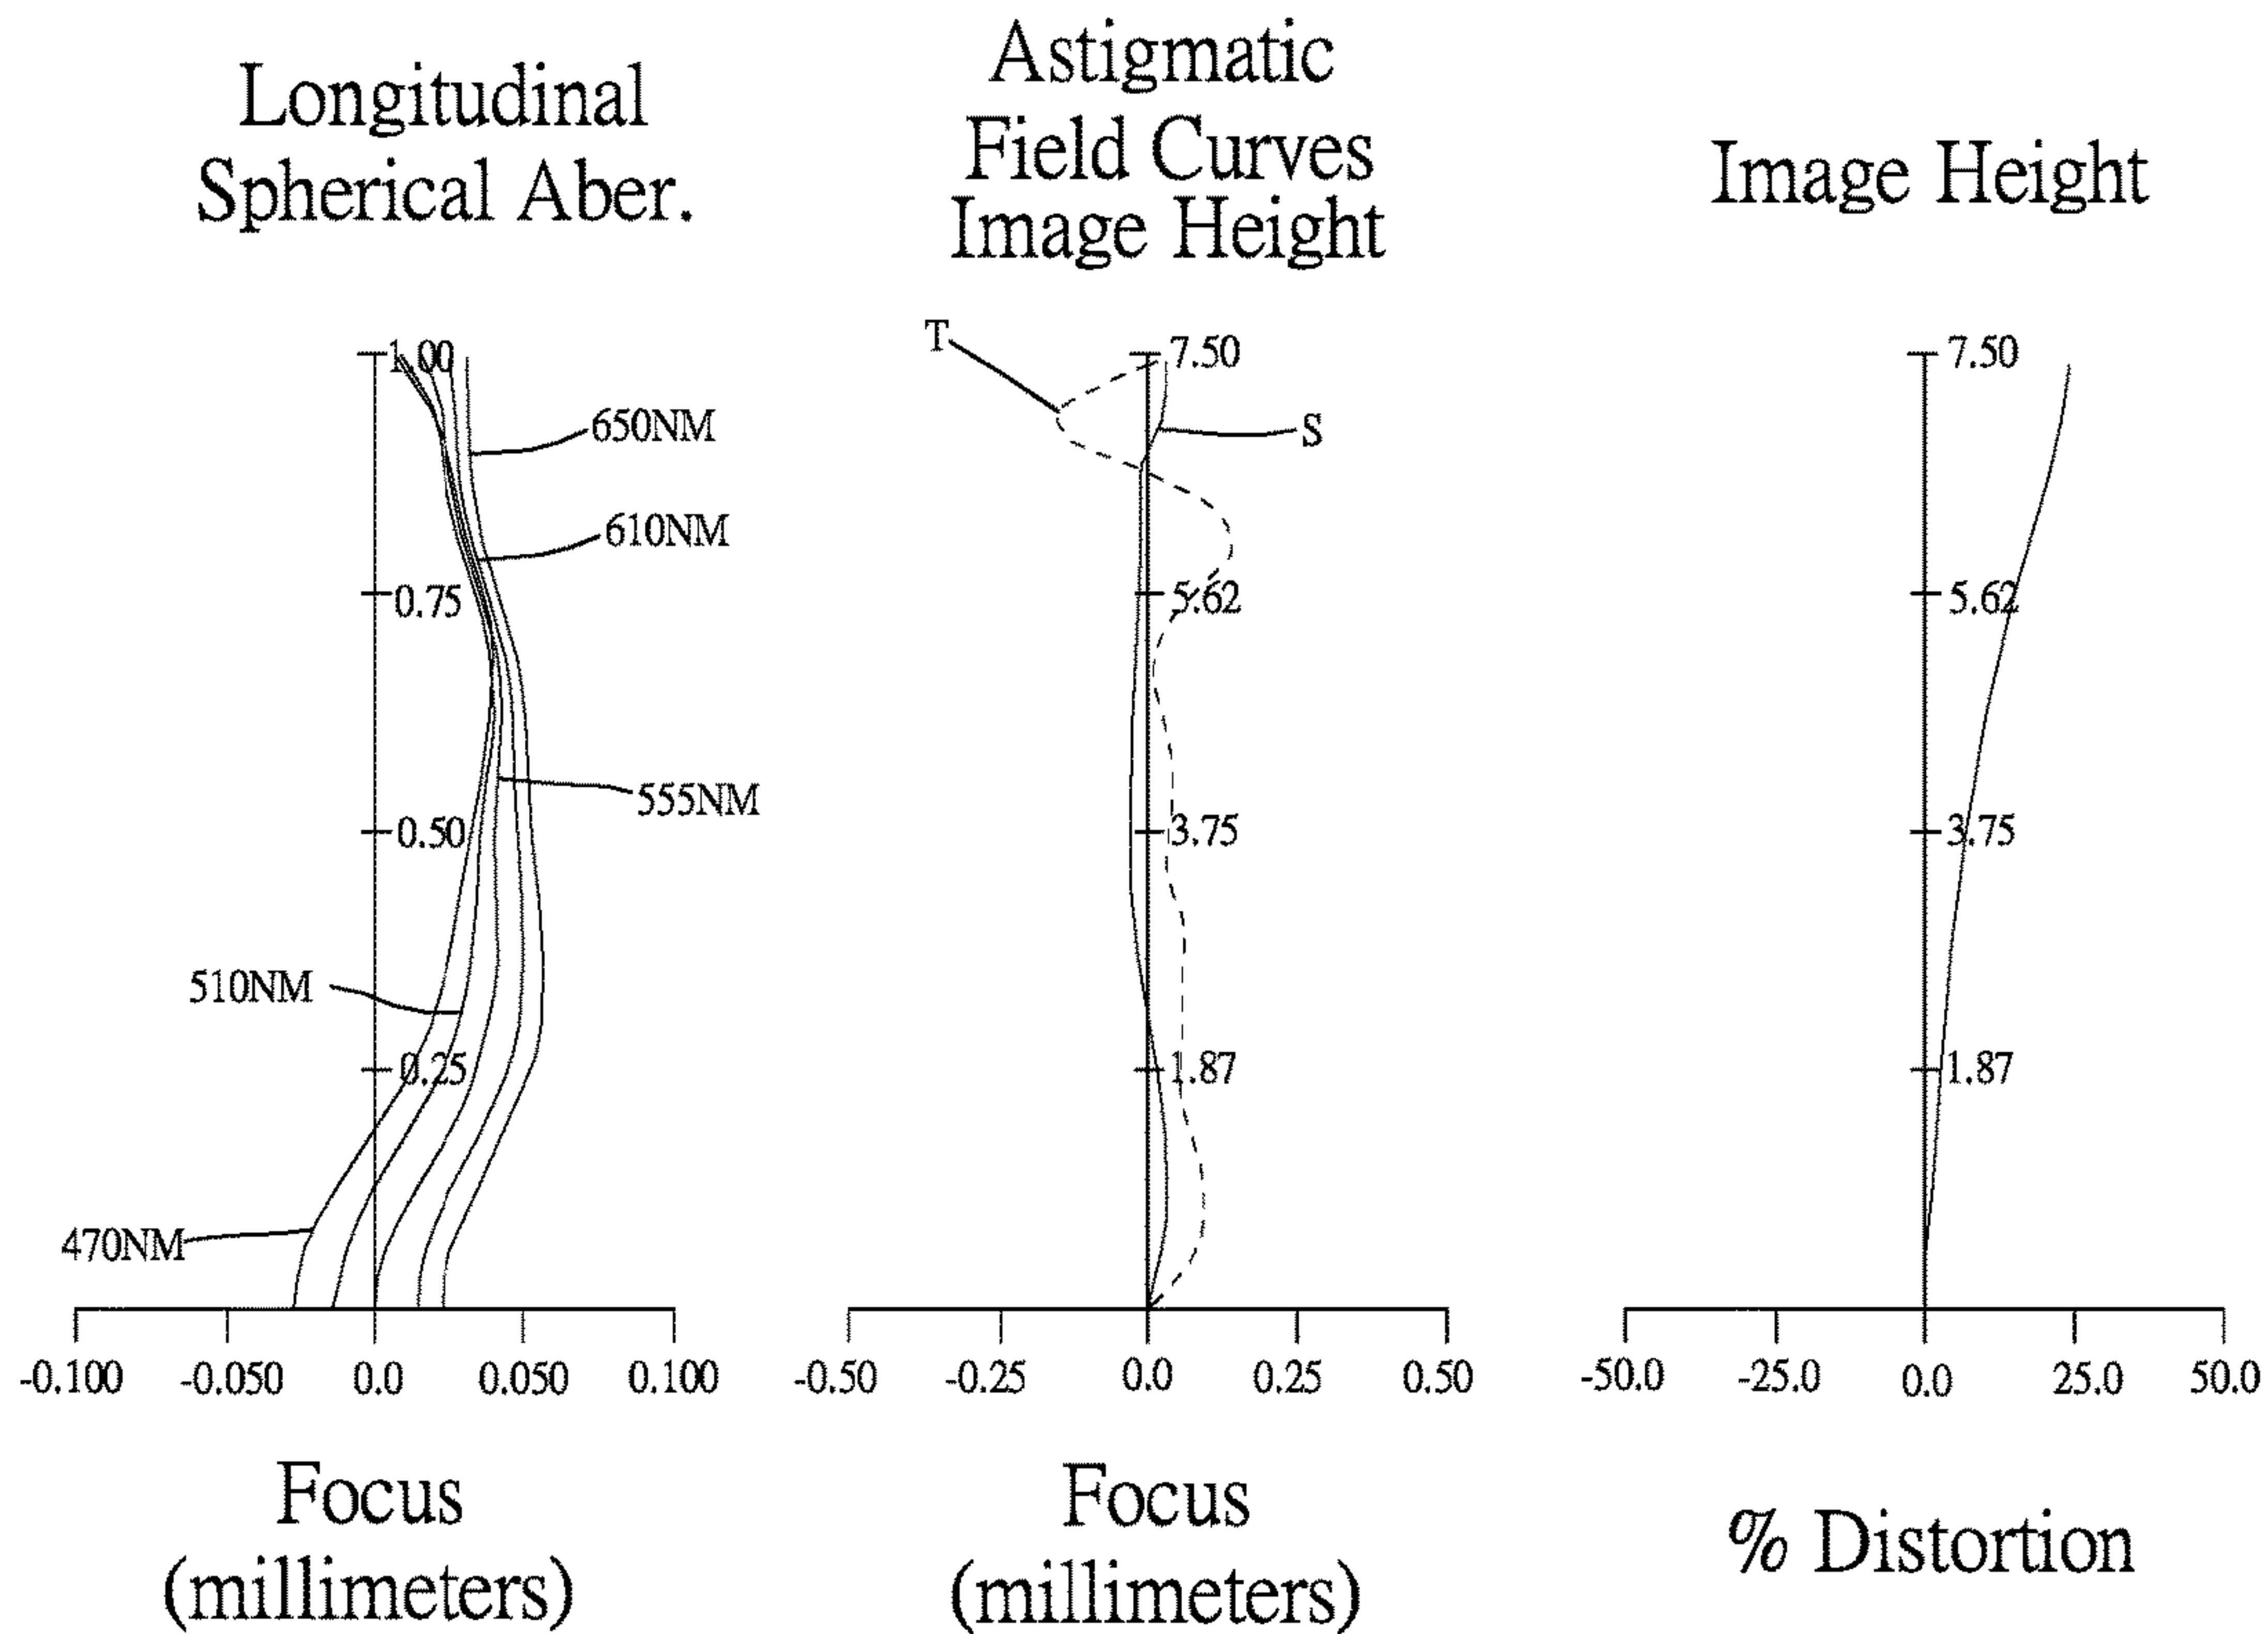 Longitudinal
Spherical Aber.
1.00
650NM
610NM
0.75
555NM
0.50
510NM
0.25
470NM
-0.100 -0.050 0.0 0.050 0.100
Focus
(millimeters)
Astigmatic
Field Curves
Image Height
T
7.50
S
5.62
3.75
1.87
-0.50 -0.25 0.0 0.25 0.50
Focus
(millimeters)
Image Height
7.50
5.62
3.75
1.87
-50.0 -25.0 0.0 25.0 50.0
% Distortion